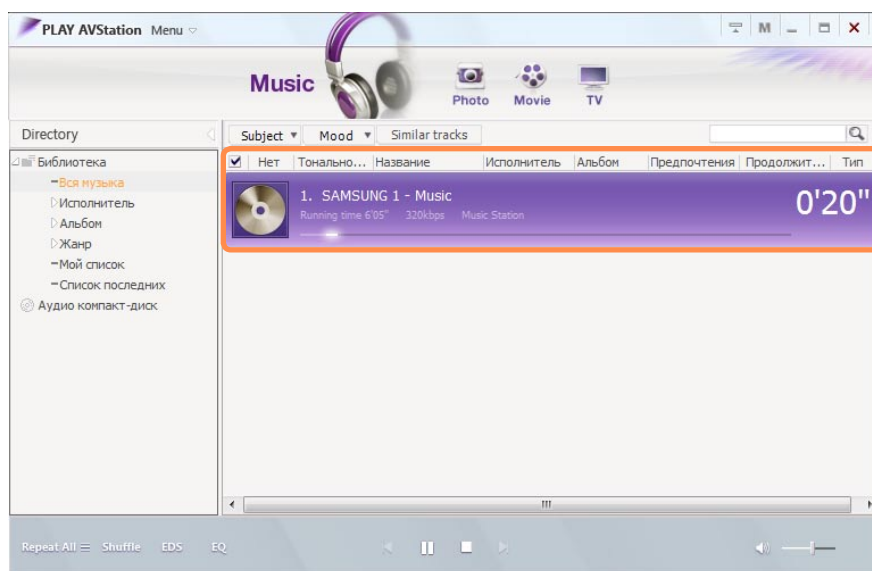 PLAY AVStation Menu
M
Music
Photo Movie TV
Directory
Subject Mood Similar tracks
Библиотека
Вся музыка
Исполнитель
Альбом
Жанр
Мой список
Список последних
Аудио компакт-диск
Нет Тонально... Название Исполнитель Альбом Предпочтения Продолжит... Тип
1. SAMSUNG 1 - Music
0'20"
Running time 6'05" 320kbps Music Station
Repeat All Shuffle EDS EQ